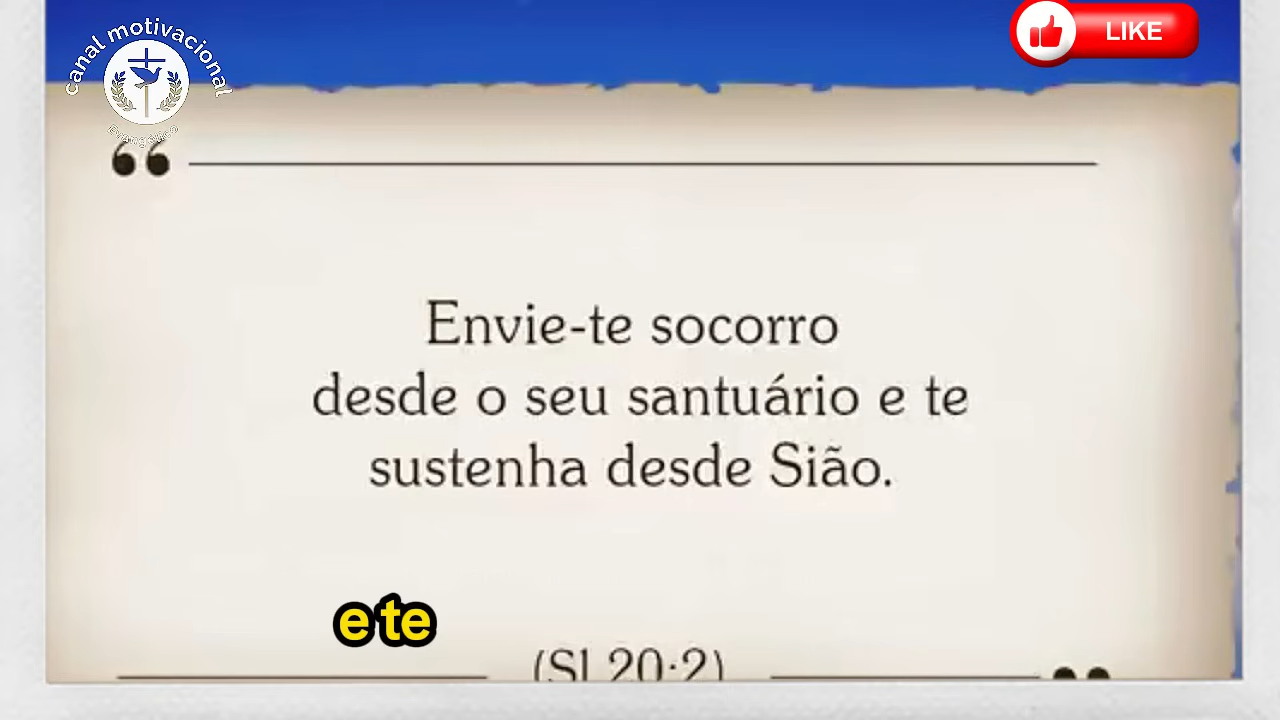 canal motivacional
LIKE
Envie-te socorro
desde o seu santuário e te
sustenha desde Sião.
e te
(Sl 20:2)